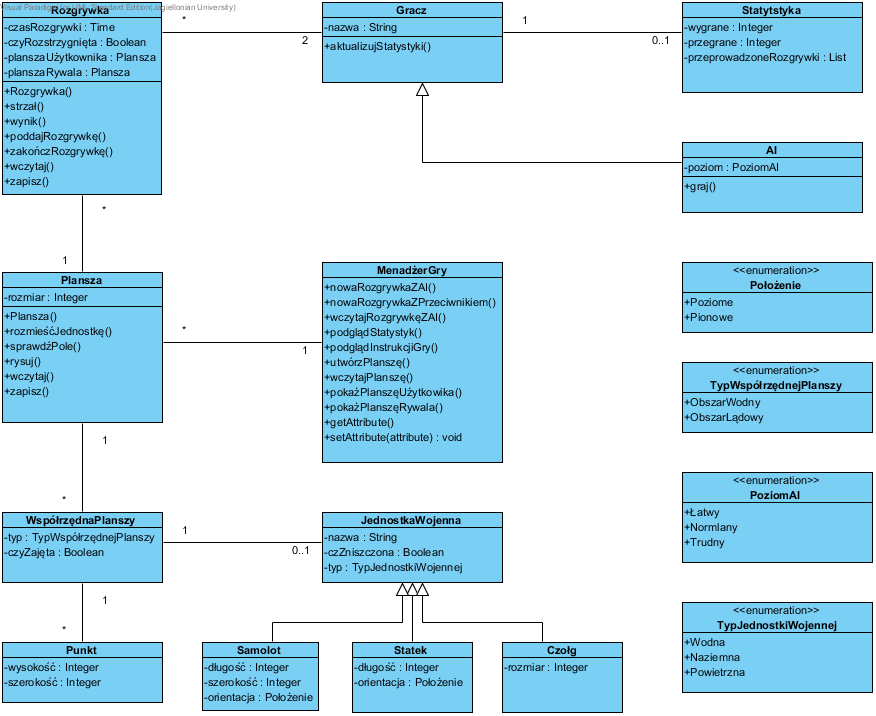 Visual Paradigm for UML Standard Edition(Jagiellonian University)
Rozgrywka
-czasRozgrywki : Time
-czyRozstrzygnięta : Boolean
-planszaUżytkownika : Plansza
-planszaRywala : Plansza
+Rozgrywka()
+strzał()
+wynik()
+poddajRozgrywkę()
+zakończRozgrywkę()
+wczytaj()
+zapisz()
*
2
Gracz
-nazwa : String
+aktualizujStatystyki()
1
0..1
Statytstyka
-wygrane : Integer
-przegrane : Integer
-przeprowadzoneRozgrywki : List
AI
-poziom : PoziomAI
+graj()
*
1
Plansza
-rozmiar : Integer
+Plansza()
+rozmieśćJednostkę()
+sprawdźPole()
+rysuj()
+wczytaj()
+zapisz()
*
1
MenadżerGry
+nowaRozgrywkaZAI()
+nowaRozgrywkaZPrzeciwnikiem()
+wczytajRozgrywkęZAI()
+podglądStatystyk()
+podglądInstrukcjiGry()
+utwórzPlanszę()
+wczytajPlanszę()
+pokażPlanszęUżytkowika()
+pokażPlanszęRywala()
+getAttribute()
+setAttribute(attribute) : void
<<enumeration>>
Położenie
+Poziome
+Pionowe
<<enumeration>>
TypWspółrzędnejPlanszy
+ObszarWodny
+ObszarLądowy
<<enumeration>>
PoziomAI
+Łatwy
+Normlany
+Trudny
<<enumeration>>
TypJednostkiWojennej
+Wodna
+Naziemna
+Powietrzna
1
*
WspółrzędnaPlanszy
-typ : TypWspółrzędnejPlanszy
-czyZajęta : Boolean
1
0..1
JednostkaWojenna
-nazwa : String
-czZniszczona : Boolean
-typ : TypJednostkiWojennej
1
*
Punkt
-wysokość : Integer
-szerokość : Integer
Samolot
-długość : Integer
-szerokość : Integer
-orientacja : Położenie
Statek
-długość : Integer
-orientacja : Położenie
Czołg
-rozmiar : Integer